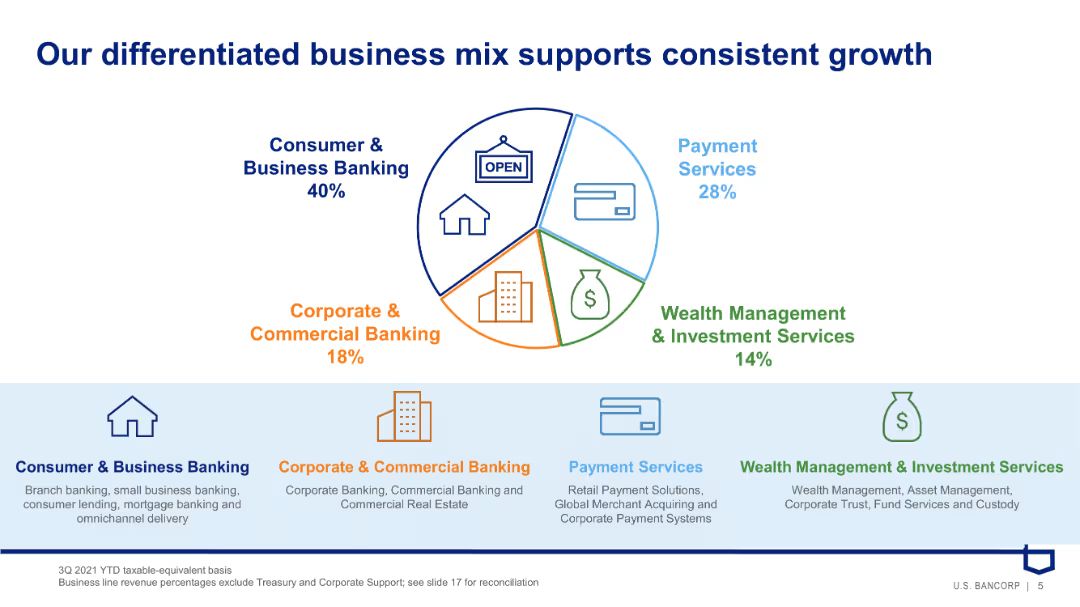 Our differentiated business mix supports consistent growth
Consumer &
Business Banking
40%
OPEN
Payment
Services
28%
Corporate &
Commercial Banking
18%
$
Wealth Management
& Investment Services
14%
$
Consumer & Business Banking
Branch banking, small business banking,
consumer lending, mortgage banking and
omnichannel delivery
Corporate & Commercial Banking
Corporate Banking, Commercial Banking and
Commercial Real Estate
Payment Services
Retail Payment Solutions,
Global Merchant Acquiring and
Corporate Payment Systems
Wealth Management & Investment Services
Wealth Management, Asset Management,
Corporate Trust, Fund Services and Custody
3Q 2021 YTD taxable-equivalent basis
Business line revenue percentages exclude Treasury and Corporate Support; see slide 17 for reconciliation
U.S. BANCORP | 5